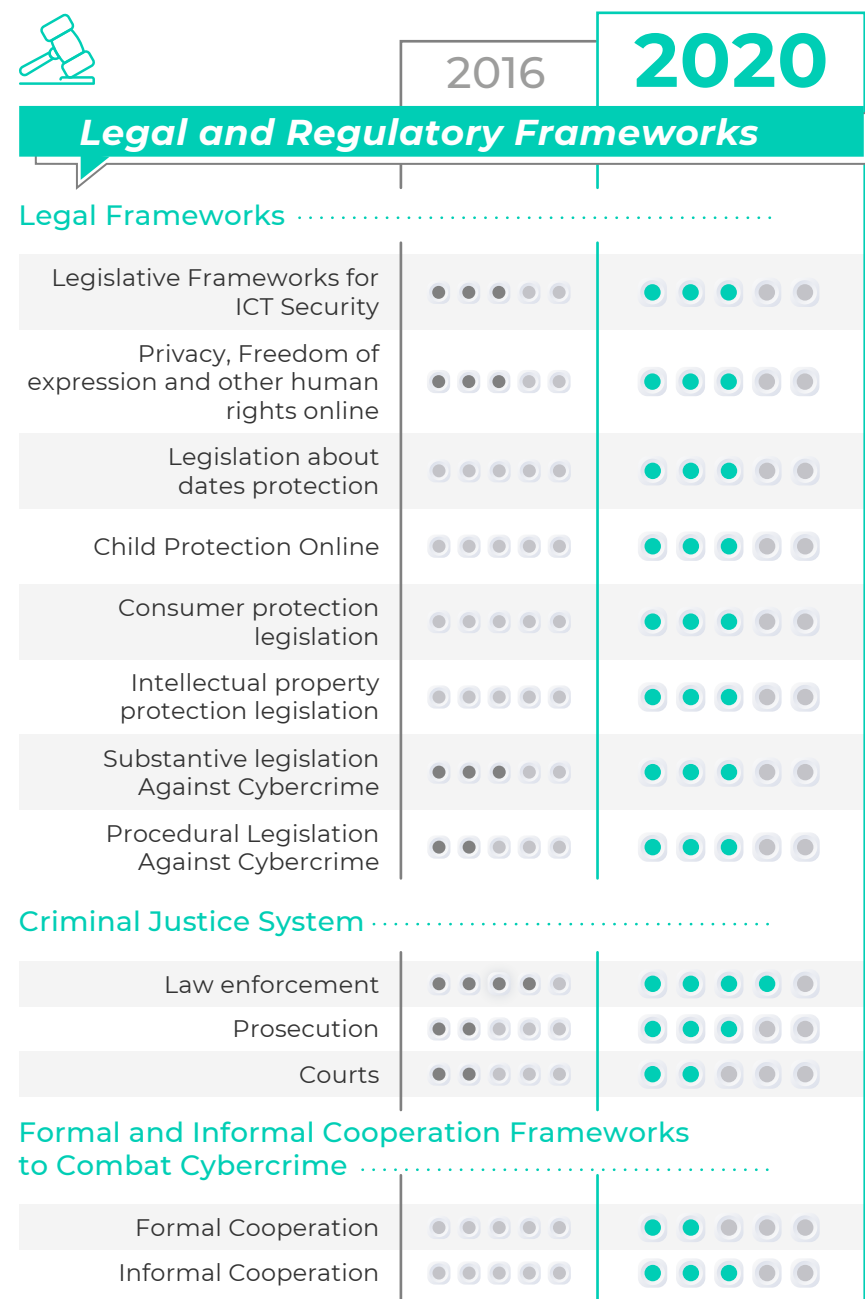 2016
2020
Legal and Regulatory Frameworks
Legal Frameworks
Legislative Frameworks for
ICT Security
Privacy, Freedom of
expression and other human
rights online
Legislation about
dates protection
Child Protection Online
Consumer protection
legislation
Intellectual property
protection legislation
Substantive legislation
Against Cybercrime
Procedural Legislation
Against Cybercrime
Criminal Justice System
Law enforcement
Prosecution
Courts
Formal and Informal Cooperation Frameworks
to Combat Cybercrime
Formal Cooperation
Informal Cooperation